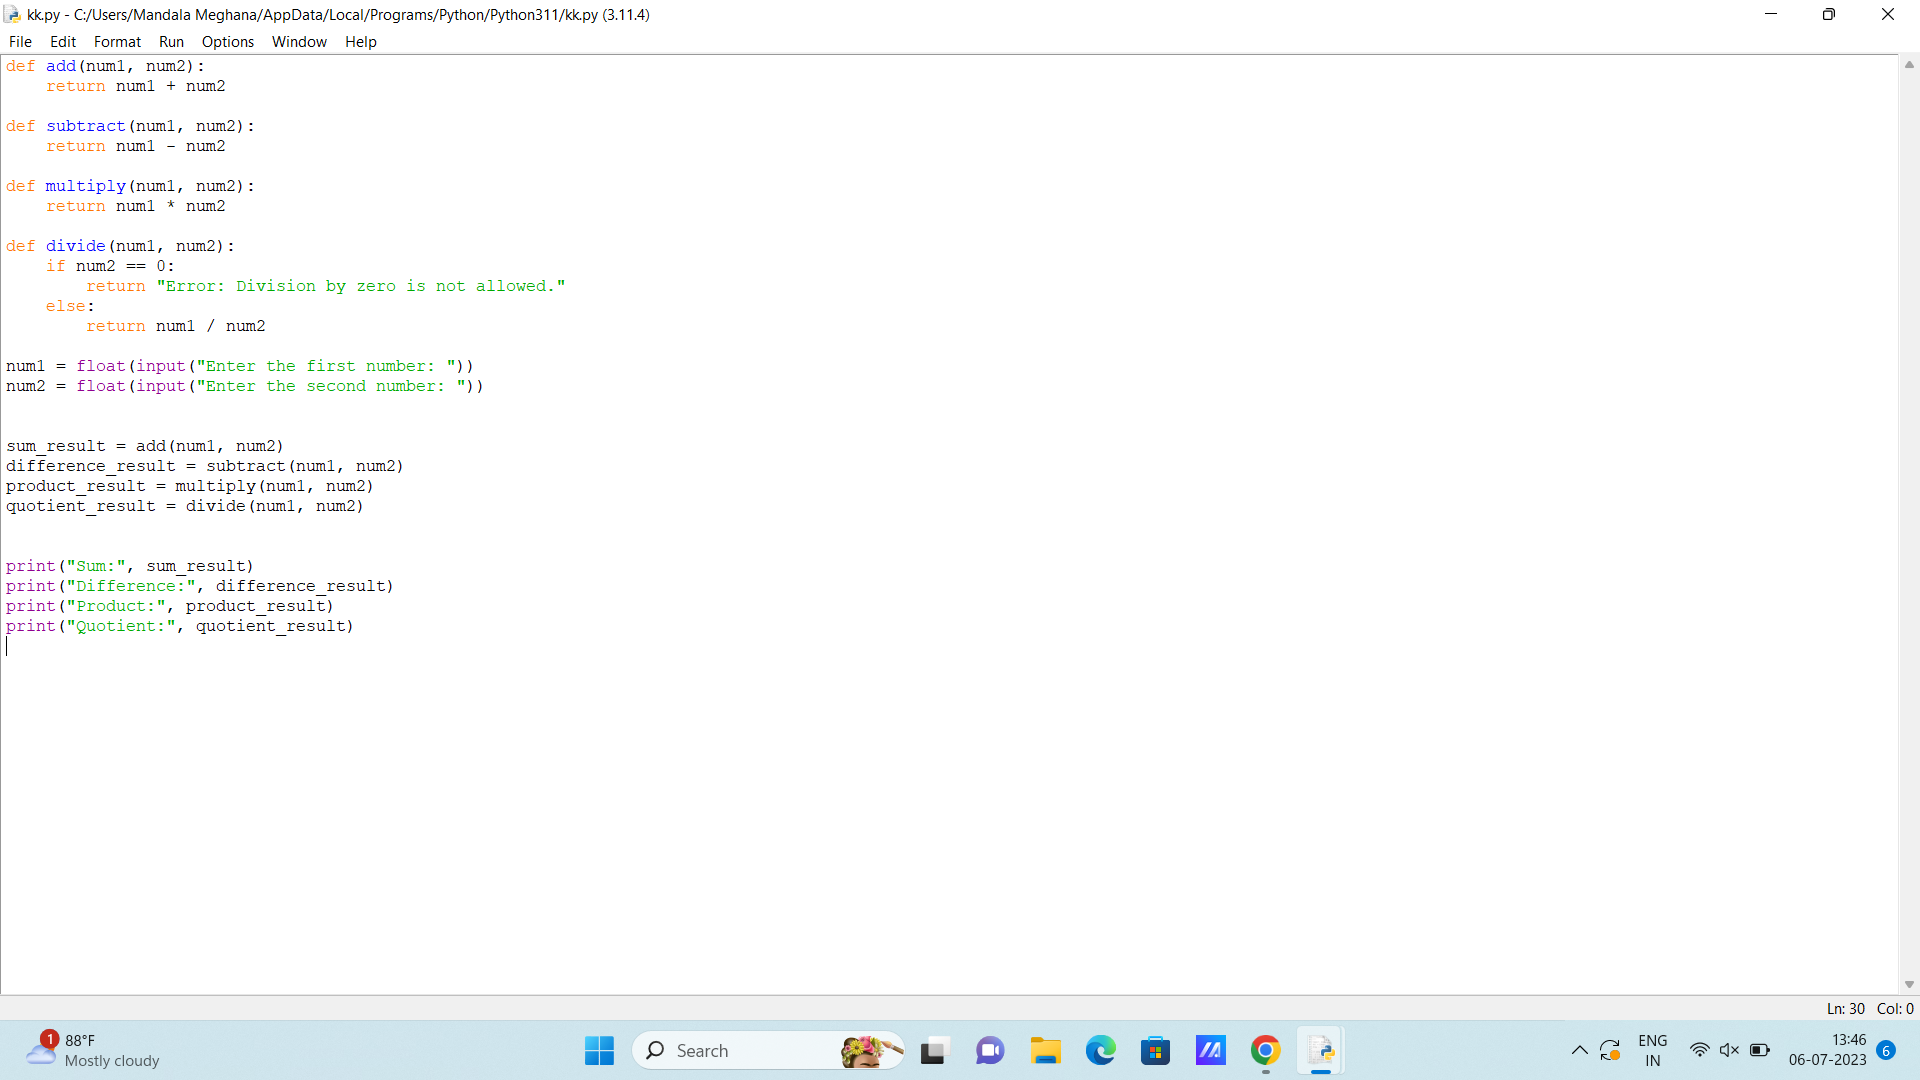 kk.py - C:/Users/Mandala Meghana/AppData/Local/Programs/Python/Python311/kk.py (3.11.4)
File Edit Format Run Options Window Help
def add(num1, num2):
    return num1 + num2

def subtract(num1, num2):
    return num1 - num2

def multiply(num1, num2):
    return num1 * num2

def divide(num1, num2):
    if num2 == 0:
        return "Error: Division by zero is not allowed."
    else:
        return num1 / num2

num1 = float(input("Enter the first number: "))
num2 = float(input("Enter the second number: "))

sum_result = add(num1, num2)
difference_result = subtract(num1, num2)
product_result = multiply(num1, num2)
quotient_result = divide(num1, num2)

print("Sum:", sum_result)
print("Difference:", difference_result)
print("Product:", product_result)
print("Quotient:", quotient_result)
Ln: 30 Col: 0
1
88°F
Mostly cloudy
Search
ENG
IN
13:46
06-07-2023
6